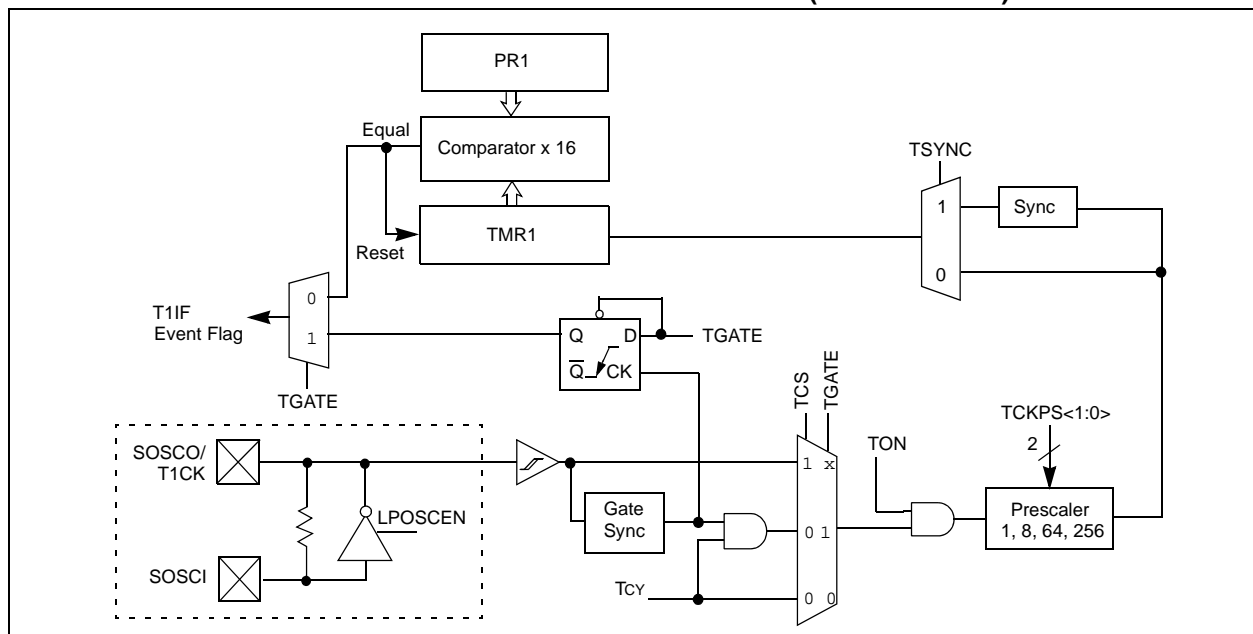 PR1
Equal
Comparator x 16
TSYNC
1
Sync
Reset
TMR1
0
T1IF
Event Flag
0
1
Q
D
TGATE
Q
CK
TGATE
TCS
TGATE
TCKPS<1:0>
SOSCO/
T1CK
TON
2
1 x
LPOSCEN
Gate
Sync
0 1
Prescaler
1, 8, 64, 256
SOSCI
TCY
0 0